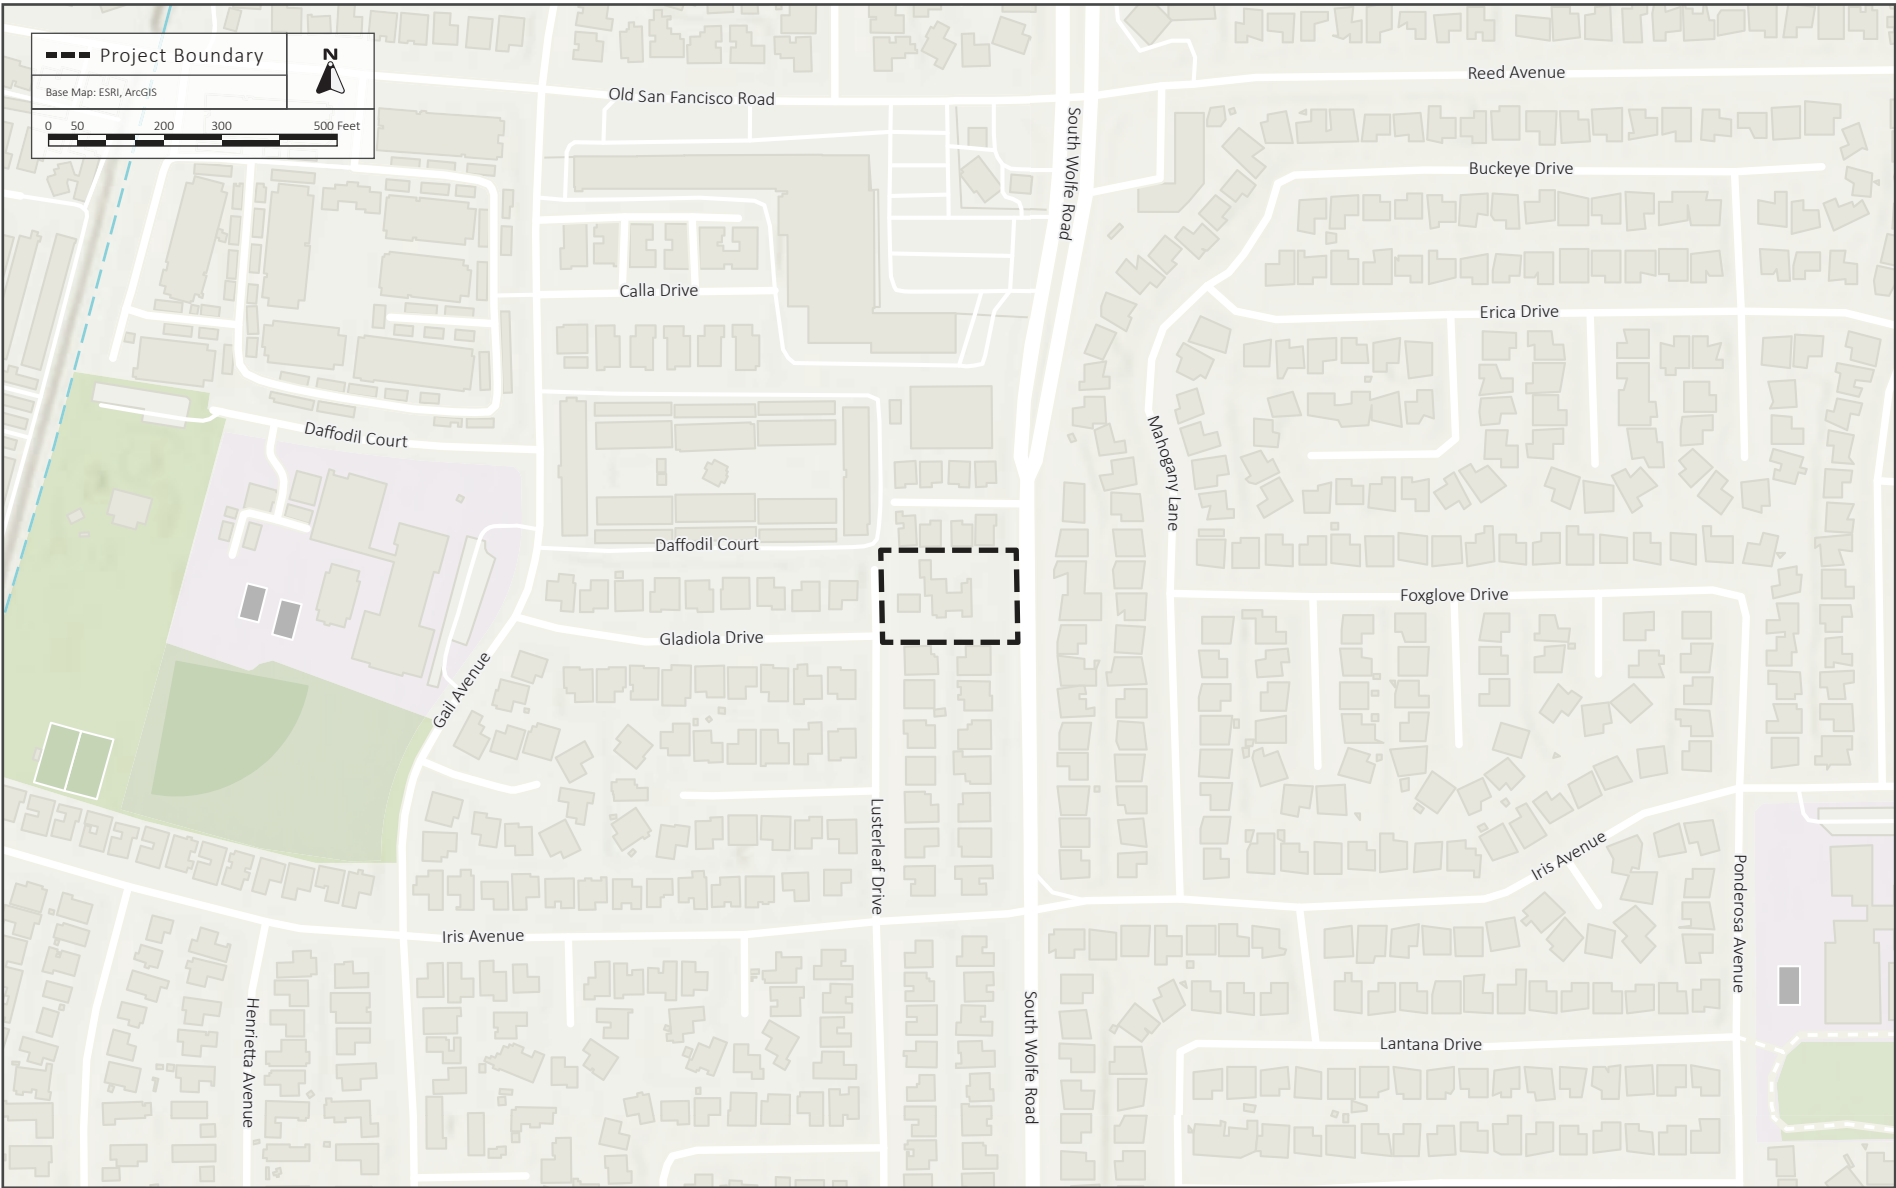 Project Boundary
N
Base Map: ESRI, ArcGIS
0 50 200 300 500 Feet
Reed Avenue
Old San Fancisco Road
South Wolfe Road
Buckeye Drive
Calla Drive
Erica Drive
Daffodil Court
Mahogany Lane
Daffodil Court
Foxglove Drive
Gladiola Drive
Gail Avenue
Lusterleaf Drive
Iris Avenue
Ponderosa Avenue
Iris Avenue
Henrietta Avenue
South Wolfe Road
Lantana Drive